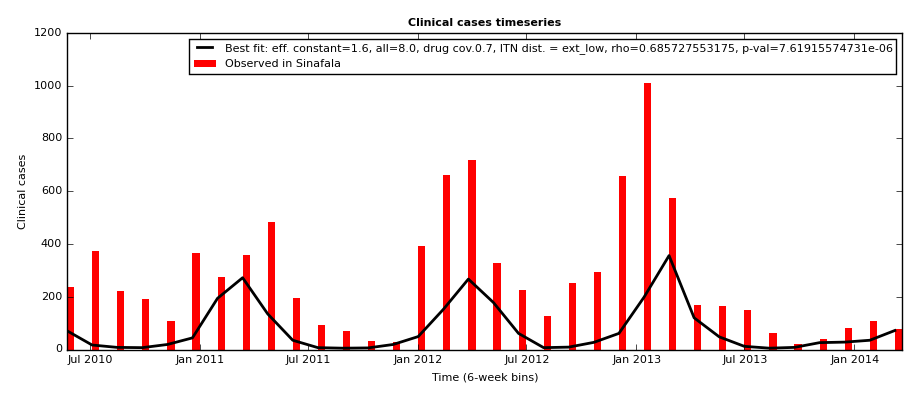 Clinical cases timeseries
Best fit: eff. constant=1.6, all=8.0, drug cov.0.7, ITN dist. = ext_low, rho=0.685727553175, p-val=7.61915574731e-06
Observed in Sinafala
1200
1000
800
600
400
200
0
Clinical cases
Jul 2010 Jan 2011 Jul 2011 Jan 2012 Jul 2012 Jan 2013 Jul 2013 Jan 2014
Time (6-week bins)